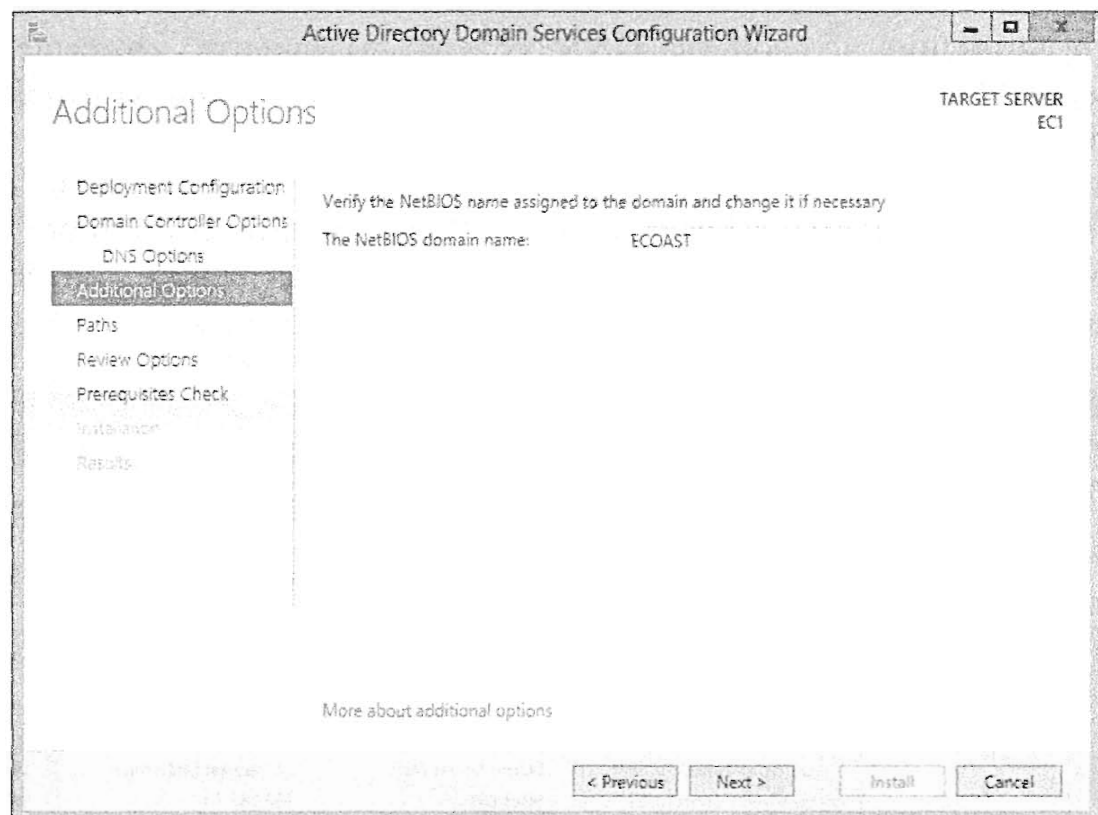 Active Directory Domain Services Configuration Wizard
Additional Options
TARGET SERVER
EC1
Deployment Configuration
Domain Controller Options
DNS Options
Additional Options
Paths
Review Options
Prerequisites Check
Installation
Results
Verify the NetBIOS name assigned to the domain and change it if necessary
The NetBIOS domain name: ECOAST
More about additional options
< Previous Next > Install Cancel